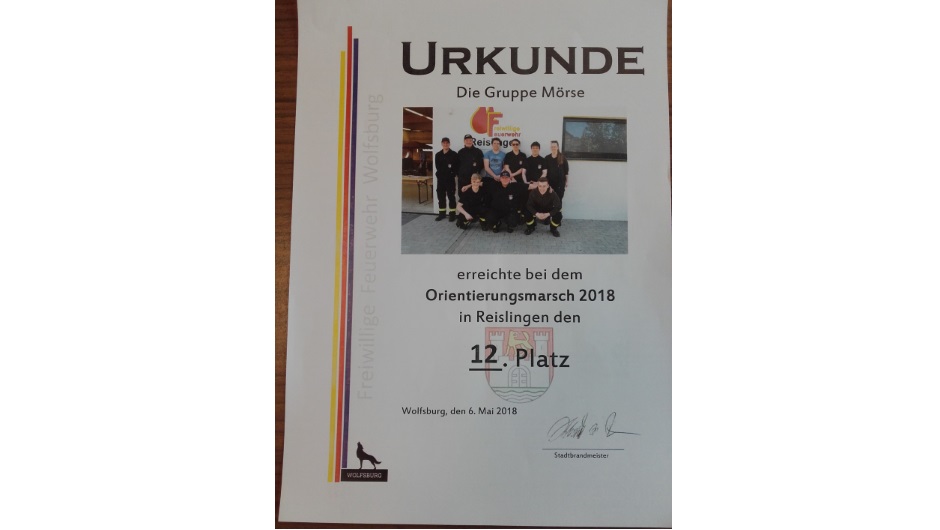 URKUNDE
Die Gruppe Mörse
Freiwillige
Feuerwehr
Reislingen
erreichte bei dem
Orientierungsmarsch 2018
in Reislingen den
12. Platz
Wolfsburg, den 6. Mai 2018
Stadtbrandmeister
Freiwillige Feuerwehr Wolfsburg
WOLFSBURG